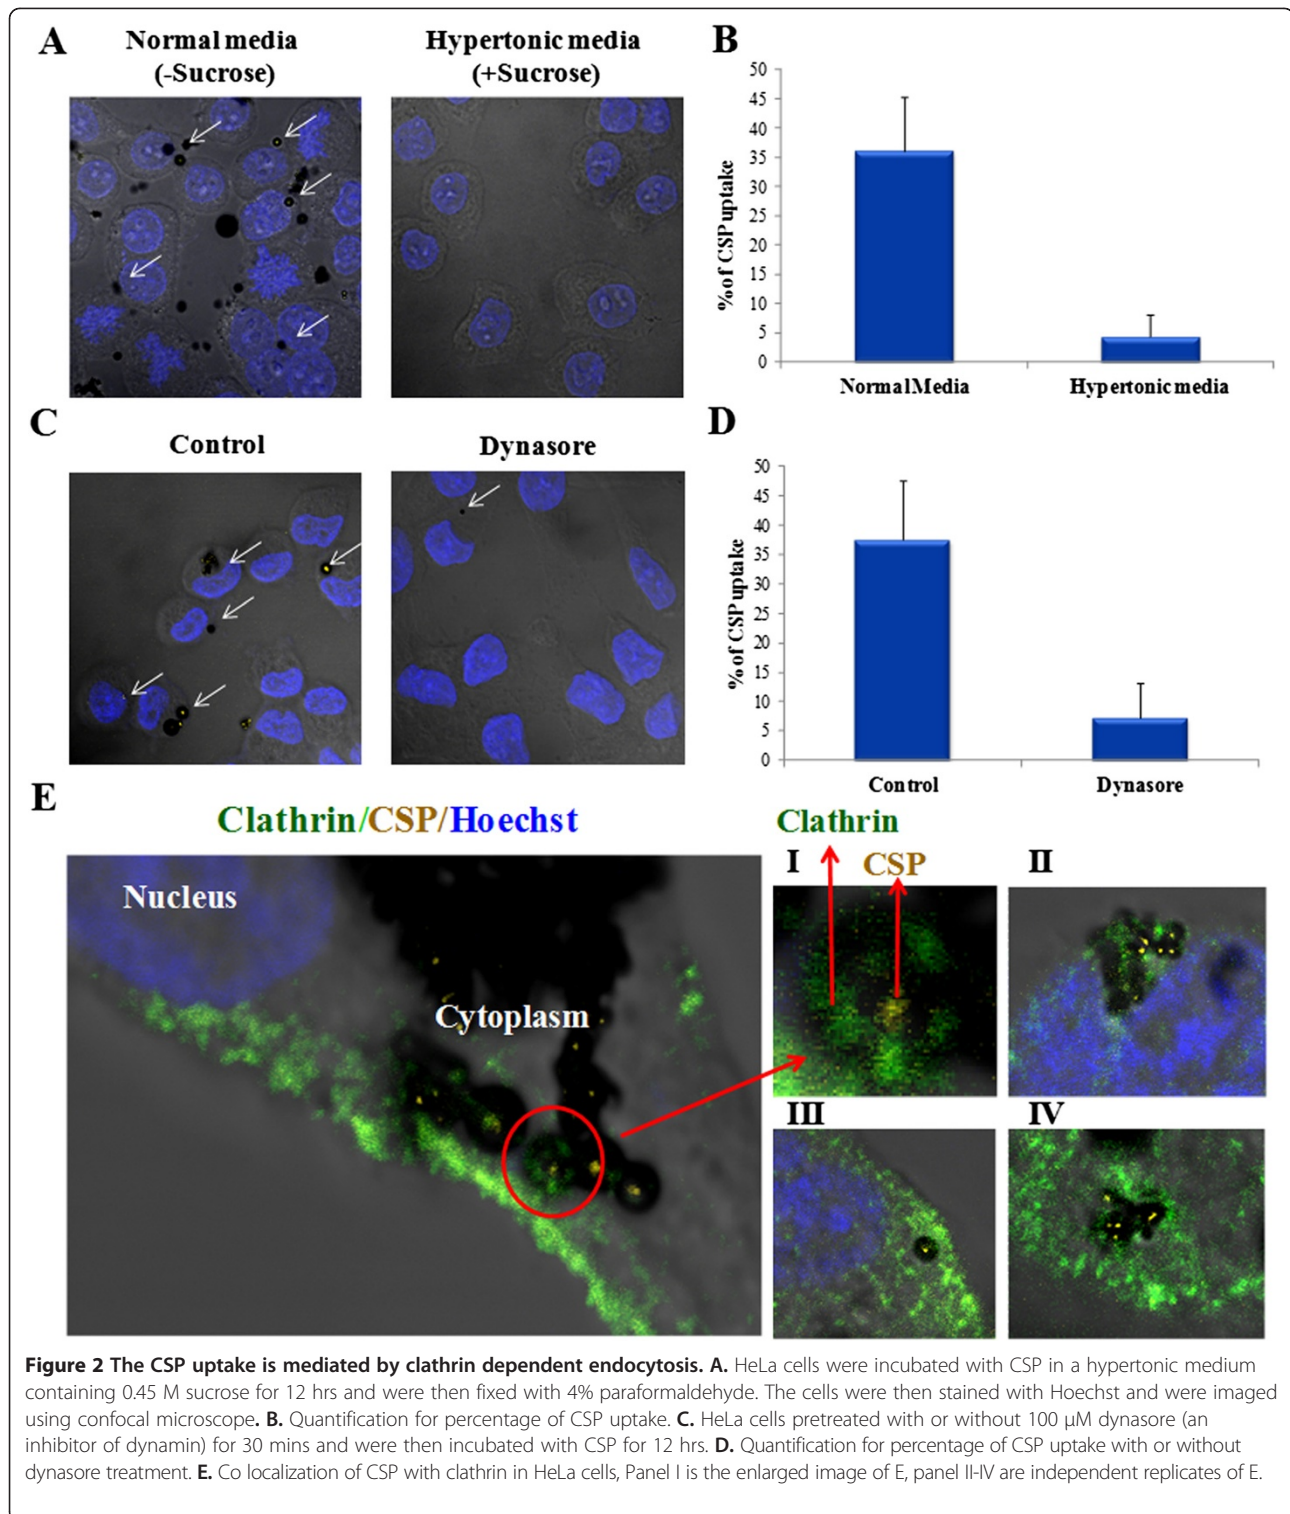 A
Normal media
(-Sucrose)
Hypertonic media
(+Sucrose)
B
50
45
40
35
30
25
20
15
10
5
0
% of CSP uptake
Normal Media
Hypertonic media
C
Control
Dynasore
D
50
45
40
35
30
25
20
15
10
5
0
% of CSP uptake
Control
Dynasore
E
Clathrin/CSP/Hoechst
Nucleus
Cytoplasm
Clathrin
I
CSP
II
III
IV
Figure 2 The CSP uptake is mediated by clathrin dependent endocytosis. A. HeLa cells were incubated with CSP in a hypertonic medium
containing 0.45 M sucrose for 12 hrs and were then fixed with 4% paraformaldehyde. The cells were then stained with Hoechst and were imaged
using confocal microscope. B. Quantification for percentage of CSP uptake. C. HeLa cells pretreated with or without 100 μM dynasore (an
inhibitor of dynamin) for 30 mins and were then incubated with CSP for 12 hrs. D. Quantification for percentage of CSP uptake with or without
dynasore treatment. E. Co localization of CSP with clathrin in HeLa cells, Panel I is the enlarged image of E, panel II-IV are independent replicates of E.